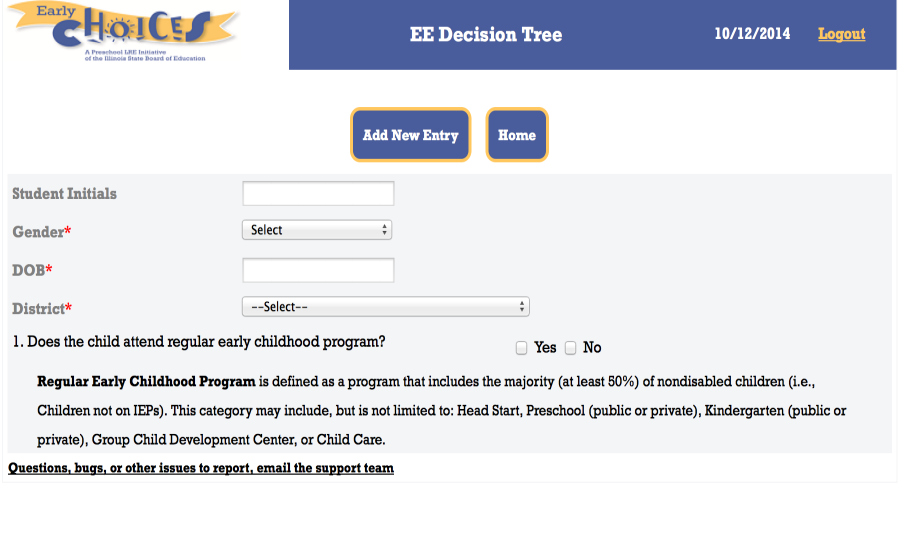 Early
CHOICES
A Preschool LRE Initiative
of the Illinois State Board of Education
EE Decision Tree
10/12/2014 Logout
Add New Entry Home
Student Initials
Gender* Select
DOB*
District* --Select--
1. Does the child attend regular early childhood program? Yes No
Regular Early Childhood Program is defined as a program that includes the majority (at least 50%) of nondisabled children (i.e.,
Children not on IEPs). This category may include, but is not limited to: Head Start, Preschool (public or private), Kindergarten (public or
private), Group Child Development Center, or Child Care.
Questions, bugs, or other issues to report, email the support team